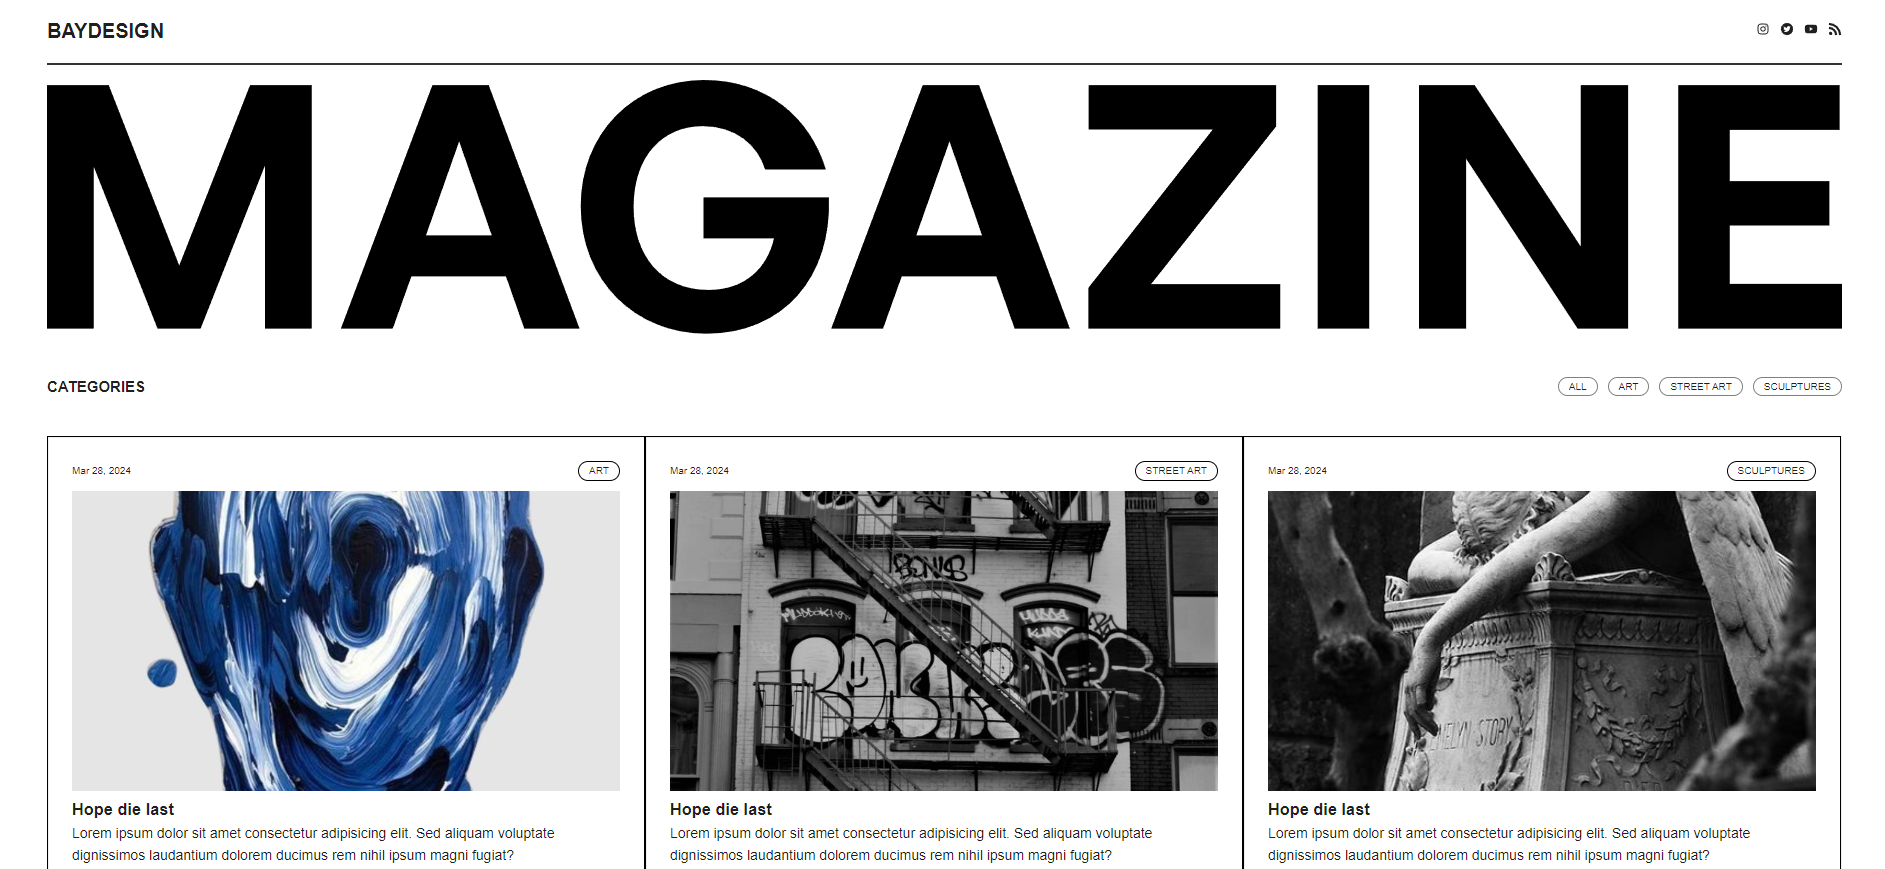 BAYDESIGN
MAGAZINE
CATEGORIES
ALL ART STREET ART SCULPTURES
Mar 28, 2024 ART
Mar 28, 2024 STREET ART
Mar 28, 2024 SCULPTURES
STORY
Hope die last
Lorem ipsum dolor sit amet consectetur adipisicing elit. Sed aliquam voluptate
dignissimos laudantium dolorem ducimus rem nihil ipsum magni fugiat?
Hope die last
Lorem ipsum dolor sit amet consectetur adipisicing elit. Sed aliquam voluptate
dignissimos laudantium dolorem ducimus rem nihil ipsum magni fugiat?
Hope die last
Lorem ipsum dolor sit amet consectetur adipisicing elit. Sed aliquam voluptate
dignissimos laudantium dolorem ducimus rem nihil ipsum magni fugiat?